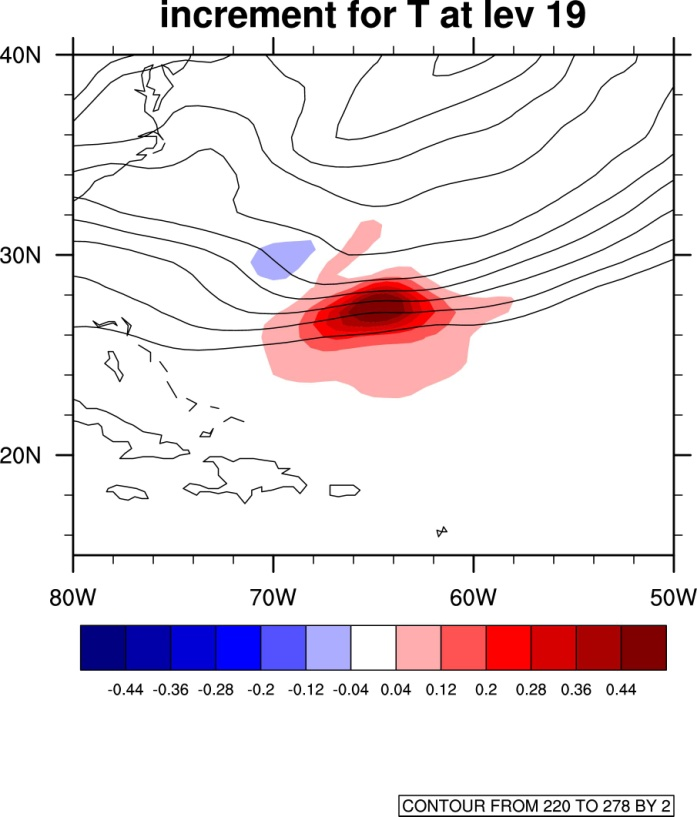 increment for T at lev 19
40N
30N
20N
80W 70W 60W 50W
-0.44 -0.36 -0.28 -0.2 -0.12 -0.04 0.04 0.12 0.2 0.28 0.36 0.44
CONTOUR FROM 220 TO 278 BY 2